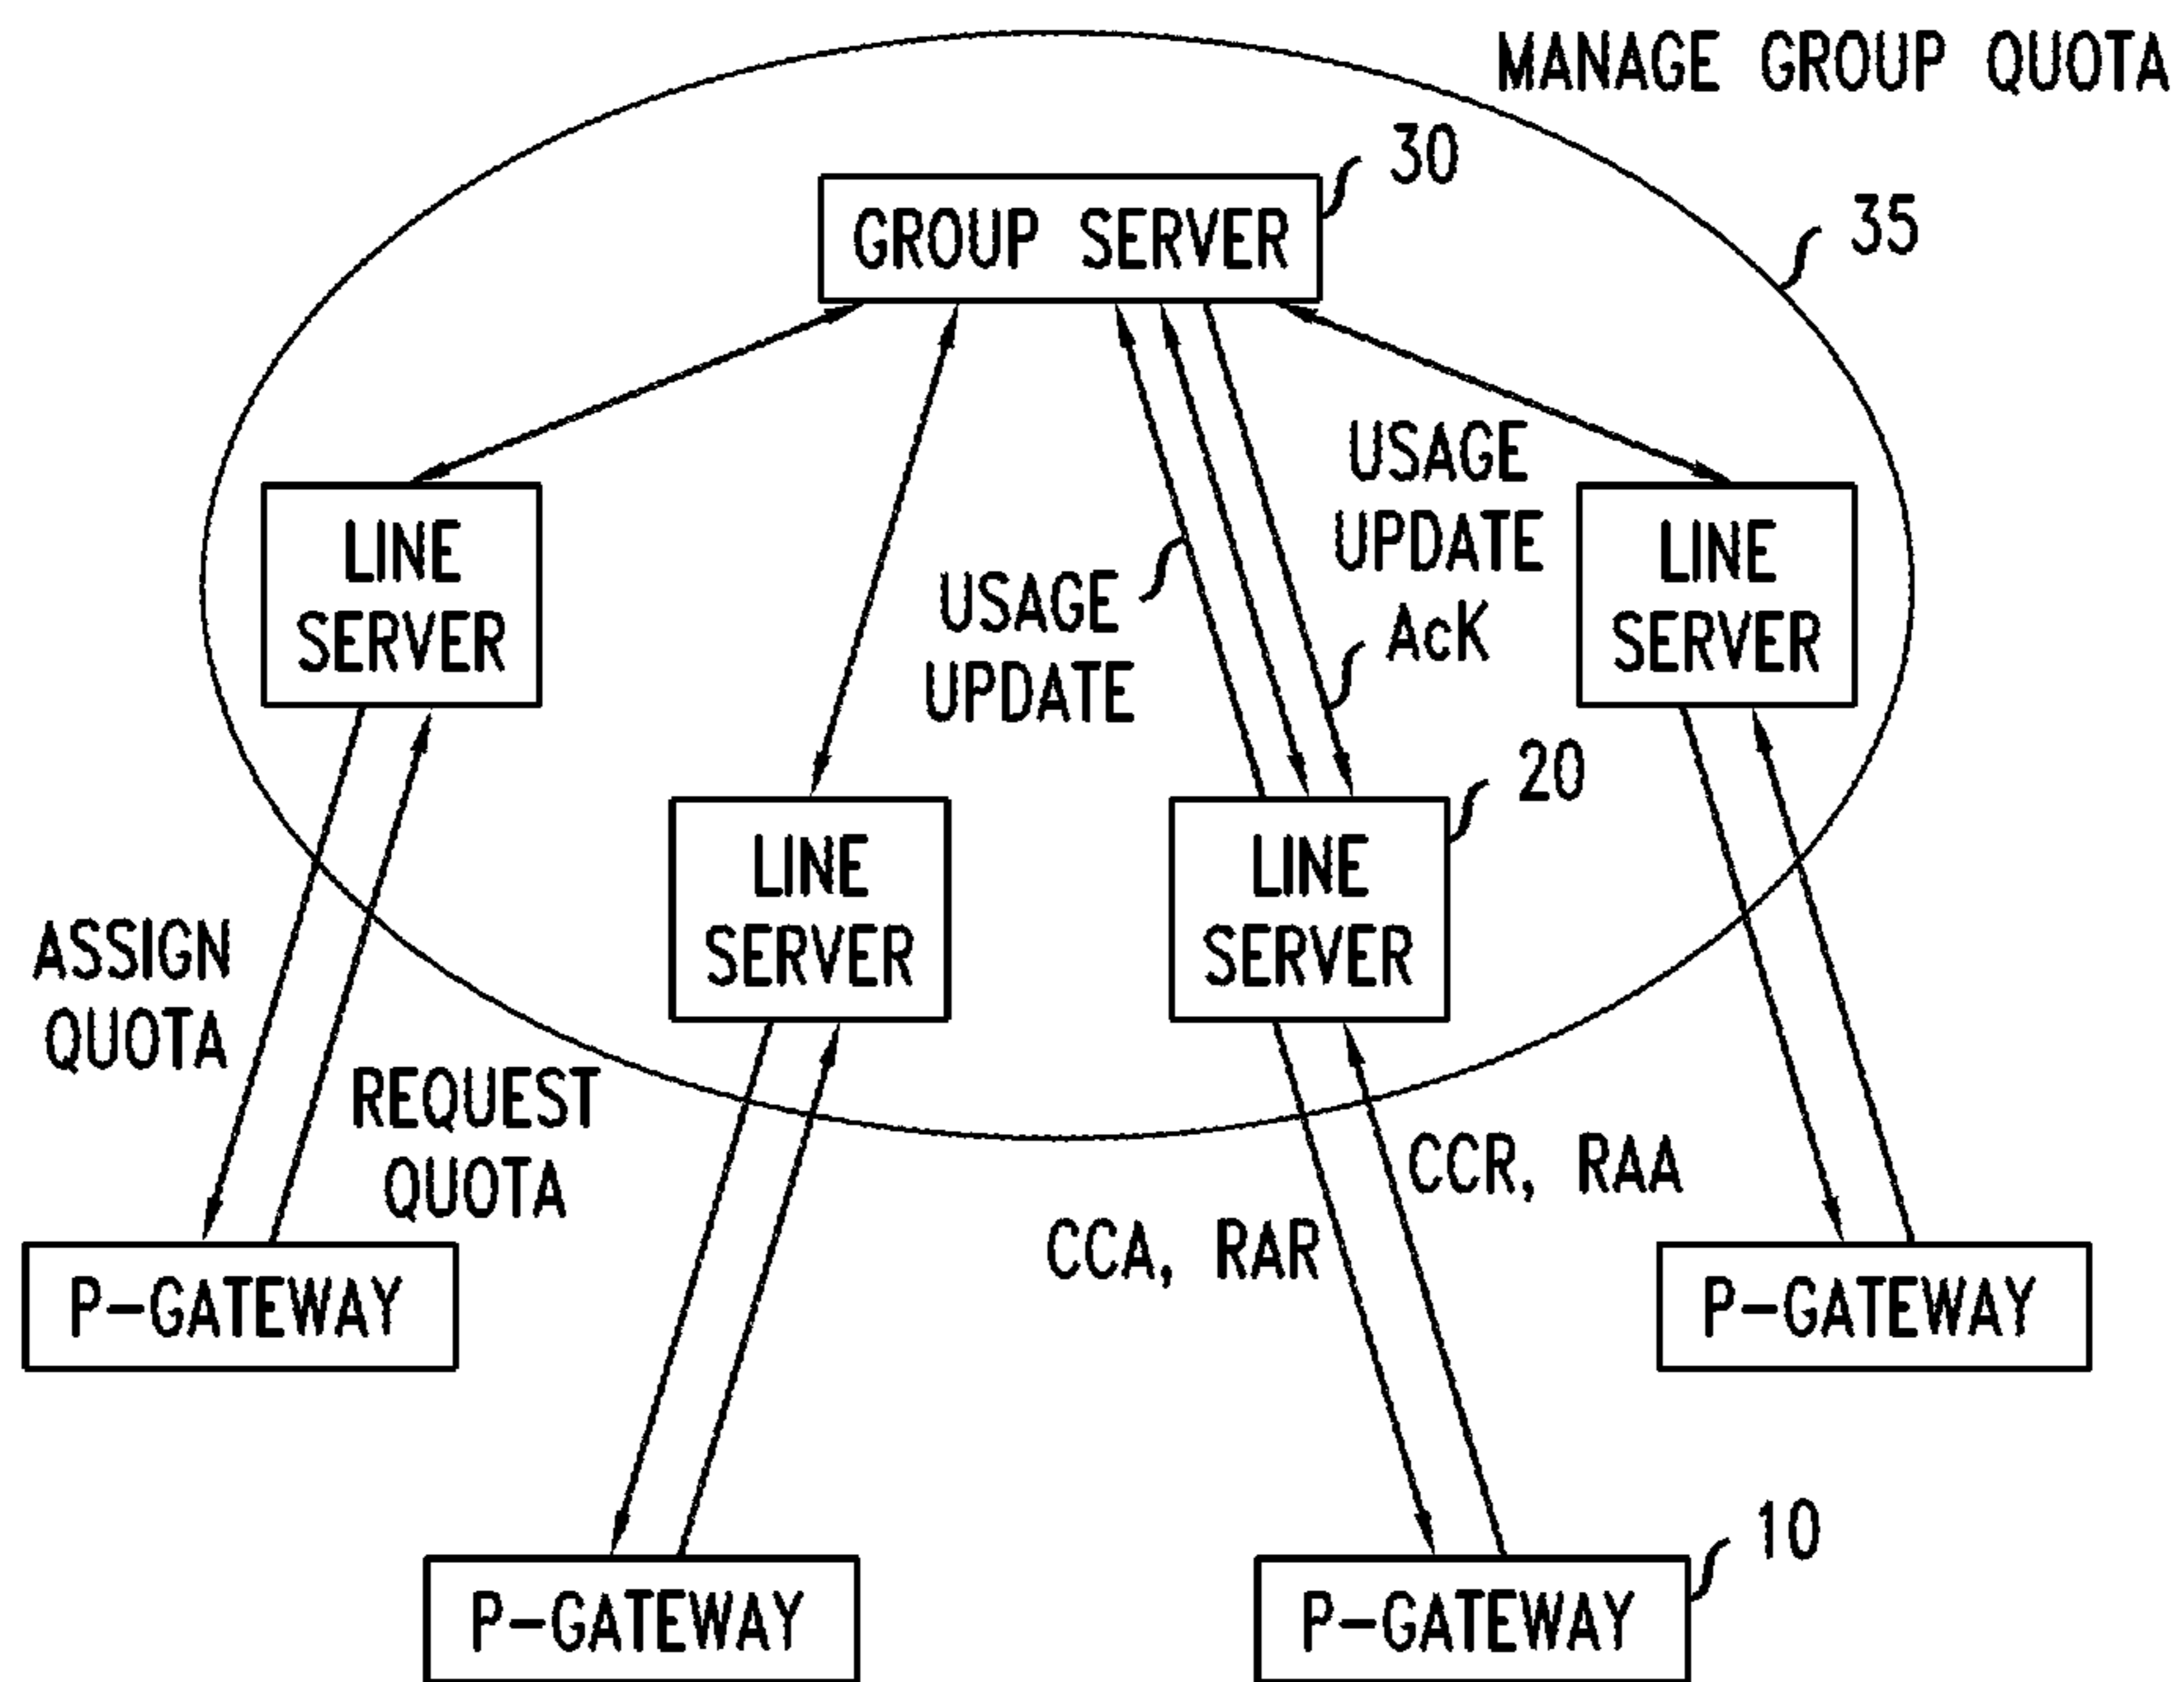 MANAGE GROUP QUOTA
30
GROUP SERVER
35
USAGE
UPDATE
AcK
LINE
SERVER
USAGE
UPDATE
LINE
SERVER
20
LINE
SERVER
LINE
SERVER
ASSIGN
QUOTA
REQUEST
QUOTA
CCR, RAA
CCA, RAR
P-GATEWAY
P-GATEWAY
10
P-GATEWAY
P-GATEWAY